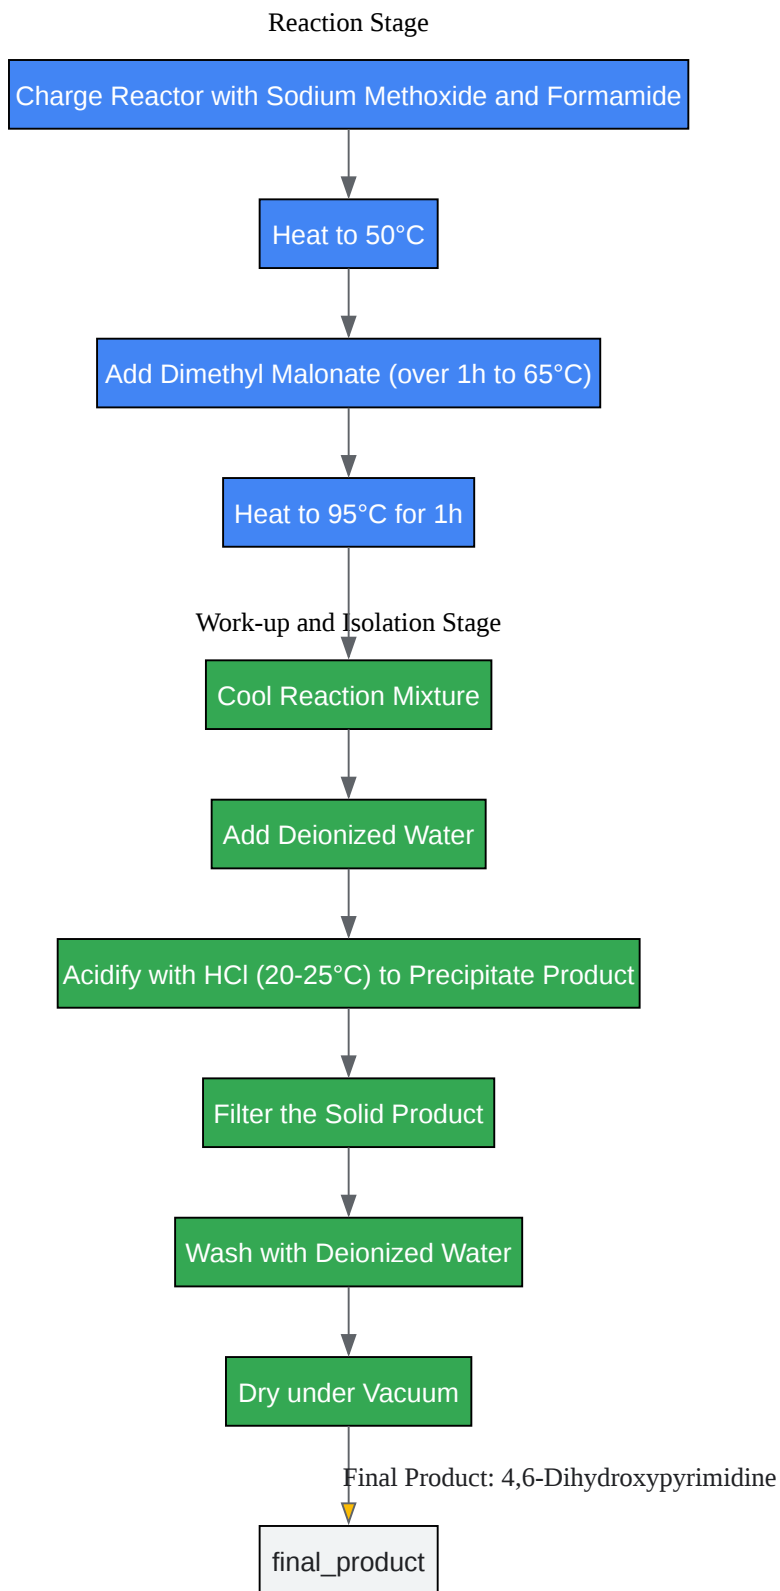 Reaction Stage
Charge Reactor with Sodium Methoxide and Formamide
Heat to 50°C
Add Dimethyl Malonate (over 1h to 65°C)
Heat to 95°C for 1h
Work-up and Isolation Stage
Cool Reaction Mixture
Add Deionized Water
Acidify with HCl (20-25°C) to Precipitate Product
Filter the Solid Product
Wash with Deionized Water
Dry under Vacuum
Final Product: 4,6-Dihydroxypyrimidine
final_product